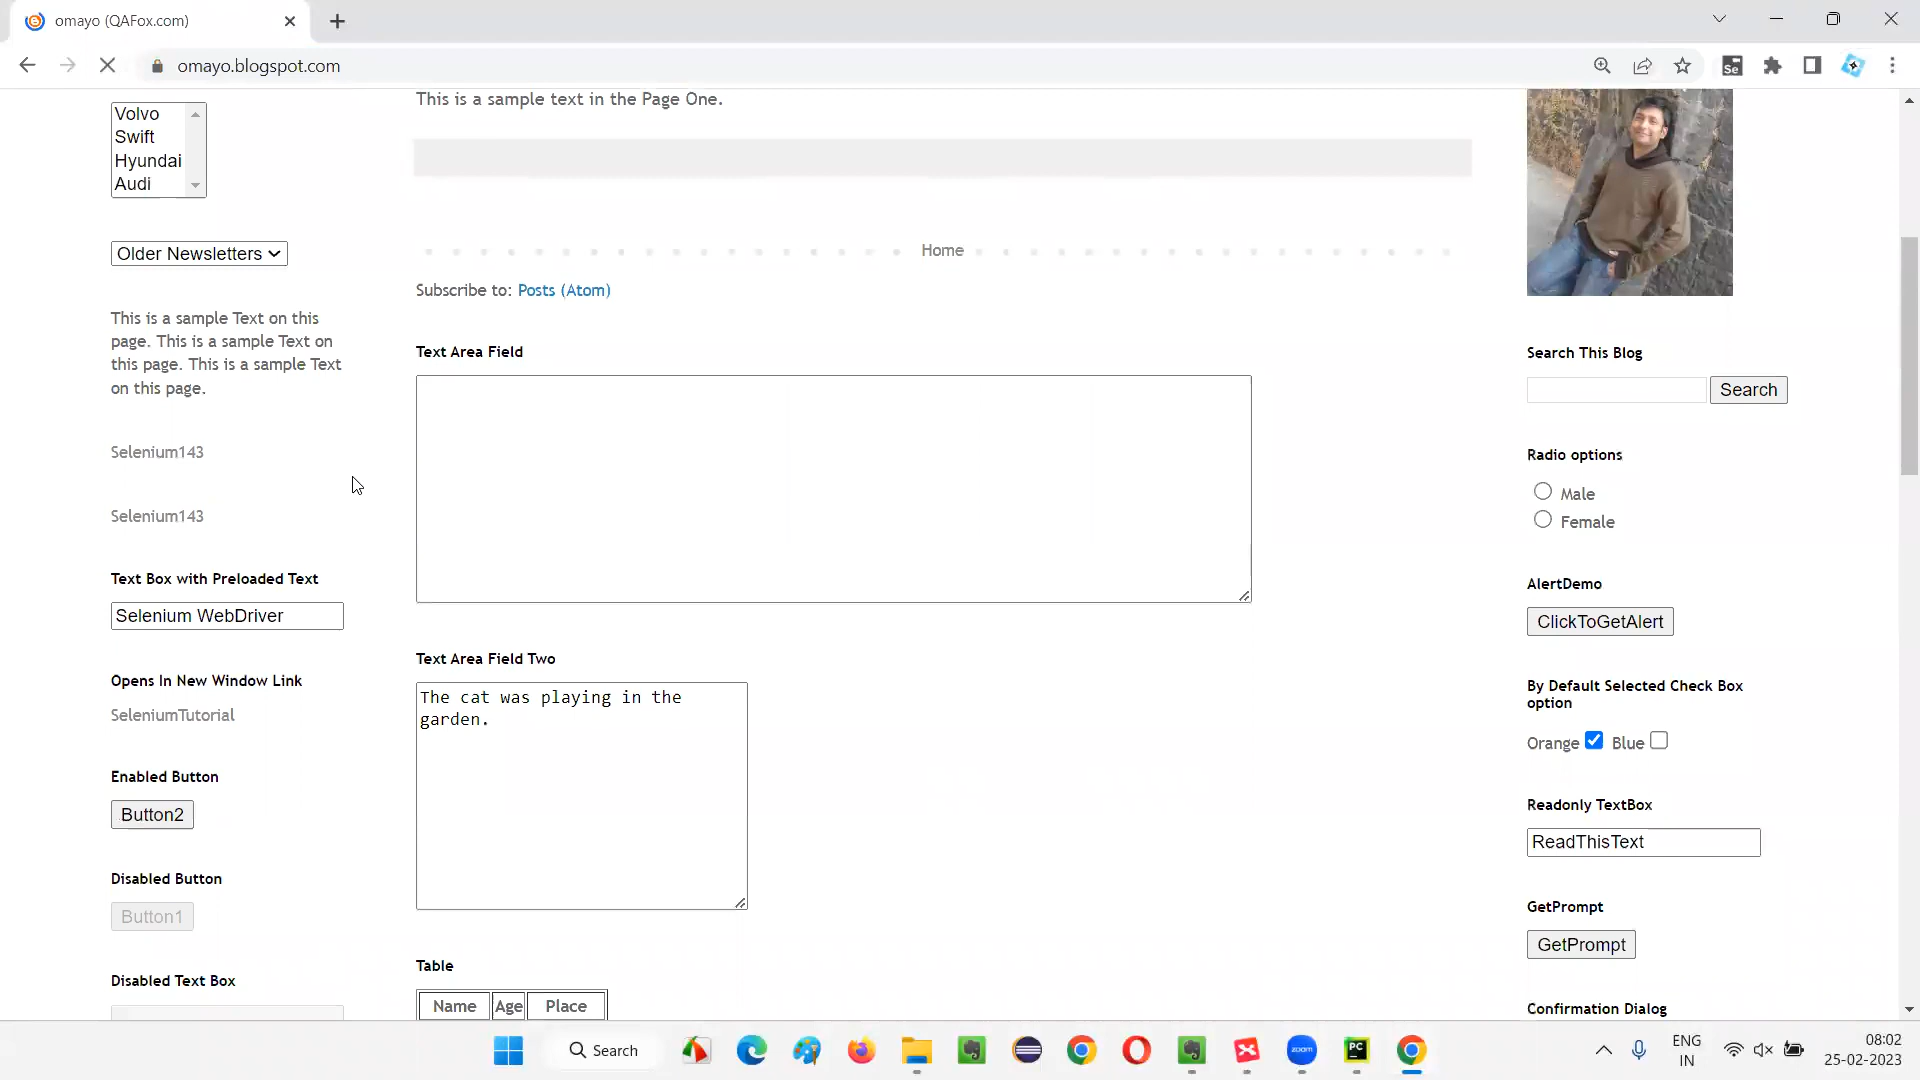 omayo (QAFox.com)
omayo.blogspot.com
Volvo
Swift
Hyundai
Audi
Older Newsletters
This is a sample Text on this
page. This is a sample Text on
this page. This is a sample Text
on this page.
Selenium143
Selenium143
Text Box with Preloaded Text
Selenium WebDriver
Opens In New Window Link
SeleniumTutorial
Enabled Button
Button2
Disabled Button
Button1
Disabled Text Box
This is a sample text in the Page One.
Home
Subscribe to: Posts (Atom)
Text Area Field
Text Area Field Two
The cat was playing in the
garden.
Table
Name Age Place
Search This Blog
Search
Radio options
Male
Female
AlertDemo
ClickToGetAlert
By Default Selected Check Box
option
Orange Blue
Readonly TextBox
ReadThisText
GetPrompt
GetPrompt
Confirmation Dialog
Search
Se
zoom
PC
ENG
IN
08:02
25-02-2023